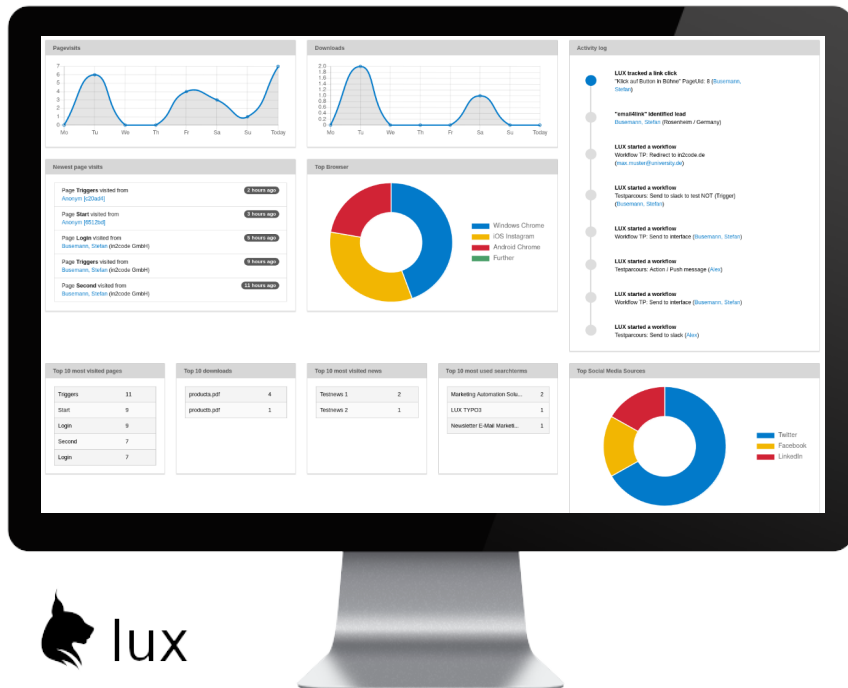 Pagevisits
7
6
5
4
3
2
1
0
Mo Tu We Th Fr Sa Su Today
Downloads
2.0
1.8
1.6
1.4
1.2
1.0
0.8
0.6
0.4
0.2
0
Mo Tu We Th Fr Sa Su Today
Activity log
LUX tracked a link click
"Klick auf Button in Bühne" PageUid: 9 (Busemann,
Stefan)
"email4link" identified lead
Busemann, Stefan (Rosenheim / Germany)
LUX started a workflow
Workflow TP: Redirect to in2code.de
(max.muster@university.de)
LUX started a workflow
Testparcours: Send to slack to test NOT (Trigger)
(Busemann, Stefan)
LUX started a workflow
Workflow TP: Send to interface (Busemann, Stefan)
LUX started a workflow
Testparcours: Action / Push message (Alex)
LUX started a workflow
Workflow TP: Send to interface (Busemann, Stefan)
LUX started a workflow
Testparcours: Send to slack (Alex)
Newest page visits
Page Triggers visited from 2 hours ago
Anonym [c20ad4]
Page Start visited from 3 hours ago
Anonym [6512bd]
Page Login visited from
Busemann, Stefan (in2code GmbH)
Page Triggers visited from 9 hours ago
Busemann, Stefan (in2code GmbH)
Page Second visited from 11 hours ago
Busemann, Stefan (in2code GmbH)
Top Browser
Windows Chrome
iOS Instagram
Android Chrome
Further
Top 10 most visited pages
Triggers 11
Start 9
Login 9
Second 7
Login 7
Top 10 downloads
producta.pdf 4
productb.pdf 1
Top 10 most visited news
Testnews 1 2
Testnews 2 1
Top 10 most used searchterms
Marketing Automation Solu... 2
LUX TYPO3 1
Newsletter E-Mail Marketi... 1
Top Social Media Sources
Twitter
Facebook
LinkedIn
lux